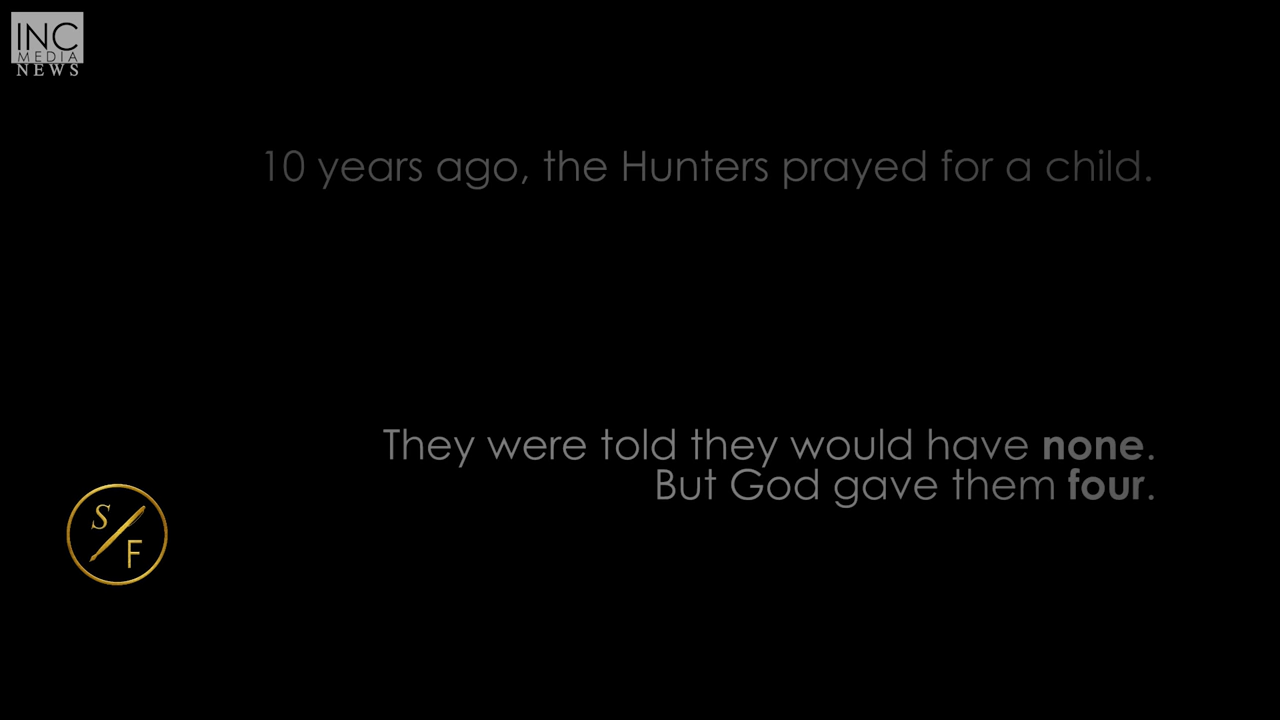 INC
MEDIA
NEWS
10 years ago, the Hunters prayed for a child.
They were told they would have none.
But God gave them four.
S
F